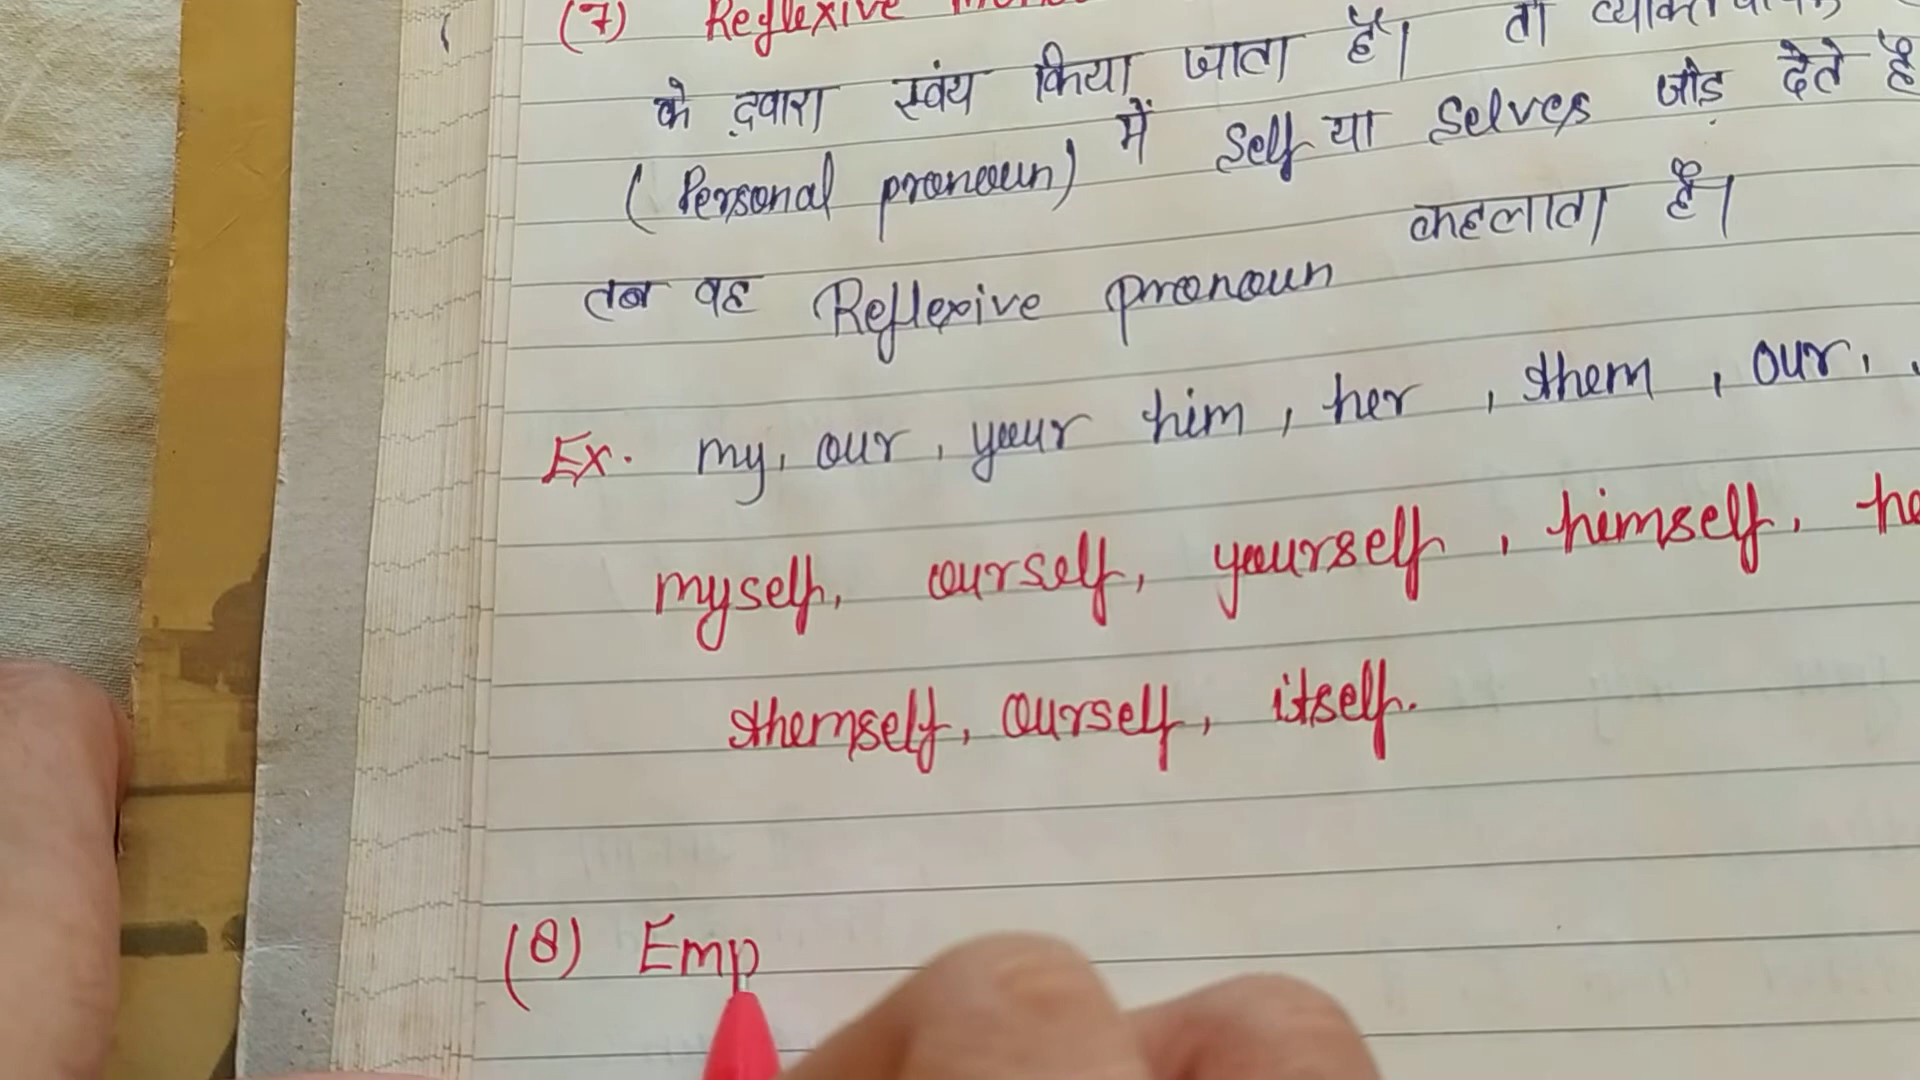 (7) Reflexive
के द्वारा स्वंय किया जाता है। तो
(Personal pronoun) में self या selves जोड़ देते है
तब वह Reflexive pronoun कहलाता है।
Ex. my, our, your him, her, them, our,
myself, ourself, yourself, himself, he
themself, ourself, itself.
(8) Emp